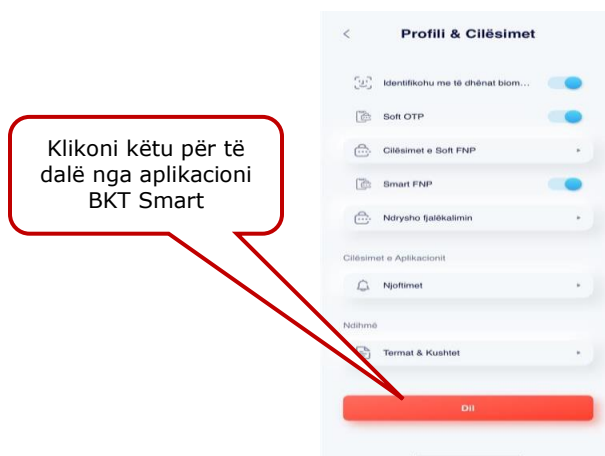 Profili & Cilësimet
Identifikohu me të dhënat biom...
Soft OTP
Cilësimet e Soft FNP
Smart FNP
Ndrysho fjalëkalimin
Cilësimet e Aplikacionit
Njoftimet
Ndihmë
Termat & Kushtet
Dil
Klikoni këtu për të
dalë nga aplikacioni
BKT Smart